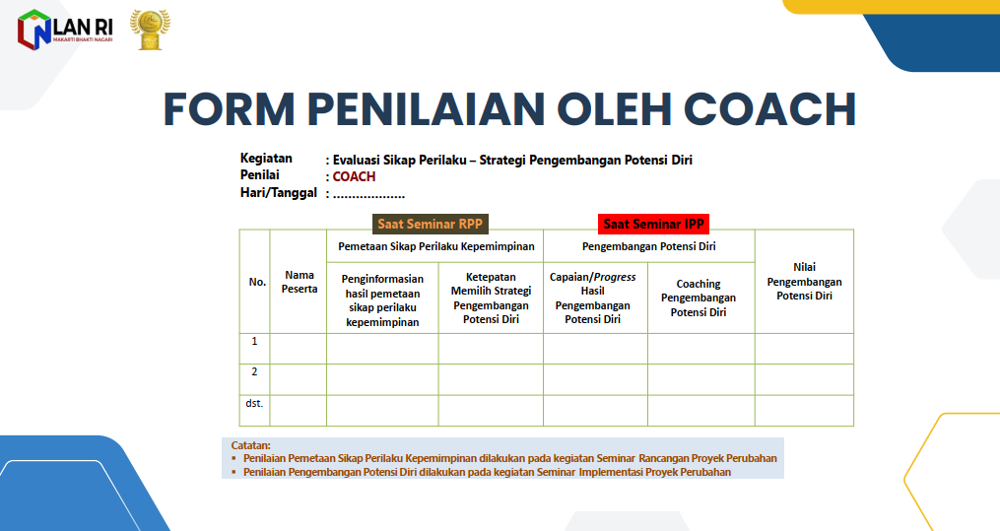 LAN RI
MAKARTI BHAKTI NAGARI
FORM PENILAIAN OLEH COACH
Kegiatan : Evaluasi Sikap Perilaku – Strategi Pengembangan Potensi Diri
Penilai : COACH
Hari/Tanggal : ...................
Saat Seminar RPP
Saat Seminar IPP
No.
Nama
Peserta
Pemetaan Sikap Perilaku Kepemimpinan
Penginformasian
hasil pemetaan
sikap perilaku
kepemimpinan
Ketepatan
Memilih Strategi
Pengembangan
Potensi Diri
Pengembangan Potensi Diri
Capaian/Progress
Hasil
Pengembangan
Potensi Diri
Coaching
Pengembangan
Potensi Diri
Nilai
Pengembangan
Potensi Diri
1
2
dst.
Catatan:
▪ Penilaian Pemetaan Sikap Perilaku Kepemimpinan dilakukan pada kegiatan Seminar Rancangan Proyek Perubahan
▪ Penilaian Pengembangan Potensi Diri dilakukan pada kegiatan Seminar Implementasi Proyek Perubahan